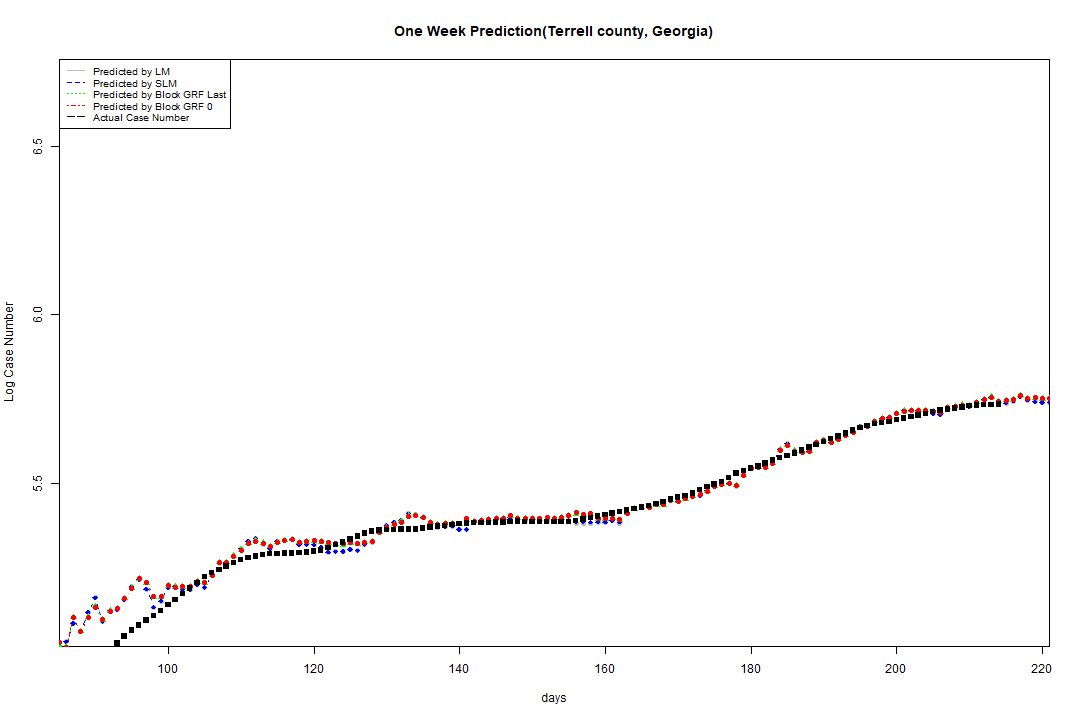 One Week Prediction(Terrell county, Georgia)
Predicted by LM
Predicted by SLM
Predicted by Block GRF Last
Predicted by Block GRF 0
Actual Case Number
6.5
6.0
5.5
Log Case Number
100 120 140 160 180 200 220
days